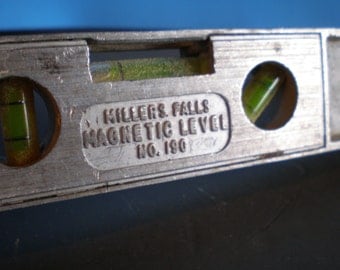 MILLERS. FALLS
MAGNETIC LEVEL
NO. 190